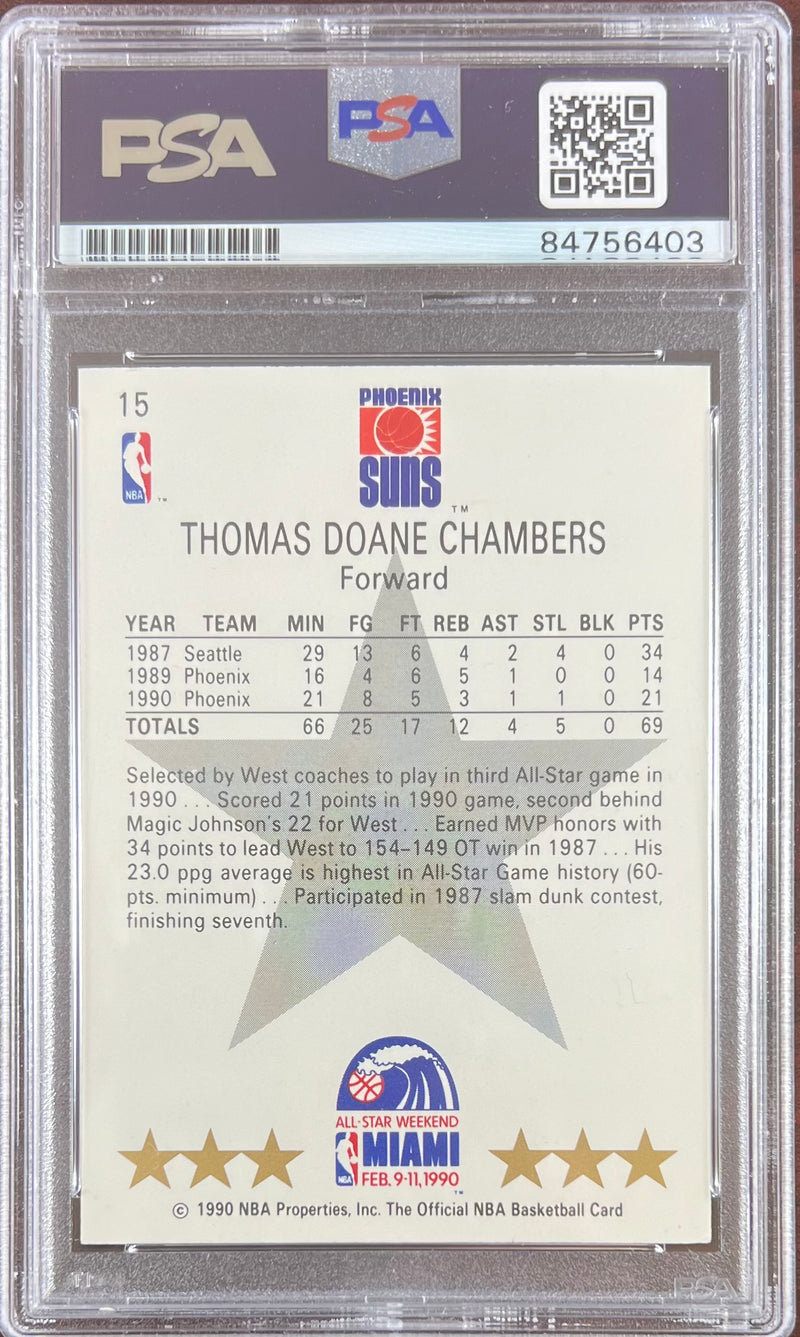 PSA
PSA
84756403
15
PHOENIX
SUNS
TM
NBA
THOMAS DOANE CHAMBERS
Forward
YEAR TEAM MIN FG FT REB AST STL BLK PTS
1987 Seattle 29 13 6 4 2 4 0 34
1989 Phoenix 16 4 6 5 1 0 0 14
1990 Phoenix 21 8 5 3 1 1 0 21
TOTALS 66 25 17 12 4 5 0 69
Selected by West coaches to play in third All-Star game in
1990 . . . Scored 21 points in 1990 game, second behind
Magic Johnson's 22 for West . . . Earned MVP honors with
34 points to lead West to 154–149 OT win in 1987 . . . His
23.0 ppg average is highest in All-Star Game history (60-
pts. minimum) . . . Participated in 1987 slam dunk contest,
finishing seventh.
ALL·STAR WEEKEND
MIAMI
NBA FEB. 9-11, 1990
© 1990 NBA Properties, Inc. The Official NBA Basketball Card
PSA